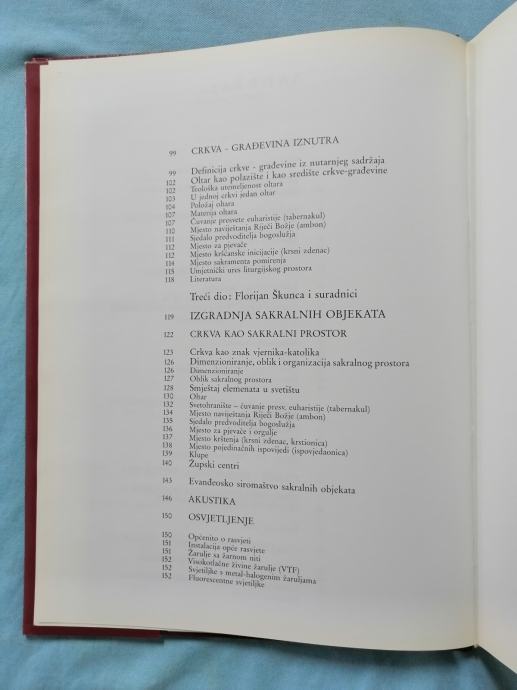 99 CRKVA - GRAĐEVINA IZNUTRA
99 Definicija crkve - građevine iz nutarnjeg sadržaja
102 Oltar kao polazište i kao središte crkve-građevine
102 Teološka utemeljenost oltara
103 U jednoj crkvi jedan oltar
104 Položaj oltara
107 Materija oltara
107 Čuvanje presvete euharistije (tabernakul)
110 Mjesto naviještanja Riječi Božje (ambon)
111 Sjedalo predvoditelja bogoslužja
112 Mjesto za pjevače
112 Mjesto kršćanske inicijacije (krsni zdenac)
114 Mjesto sakramenta pomirenja
115 Umjetnički ures liturgijskog prostora
118 Literatura
Treći dio: Florijan Škunca i suradnici
119 IZGRADNJA SAKRALNIH OBJEKATA
122 CRKVA KAO SAKRALNI PROSTOR
123 Crkva kao znak vjernika-katolika
126 Dimenzioniranje, oblik i organizacija sakralnog prostora
126 Dimenzioniranje
127 Oblik sakralnog prostora
128 Smještaj elemenata u svetištu
130 Oltar
132 Svetohranište – čuvanje presv. euharistije (tabernakul)
134 Mjesto naviještanja Riječi Božje (ambon)
135 Sjedalo predvoditelja bogoslužja
136 Mjesto za pjevače i orgulje
137 Mjesto krštenja (krsni zdenac, krstionica)
138 Mjesto pojedinačnih ispovijedi (ispovjedaonica)
139 Klupe
140 Župski centri
143 Evanđeosko siromaštvo sakralnih objekata
146 AKUSTIKA
150 OSVJETLJENJE
150 Općenito o rasvjeti
151 Instalacija opće rasvjete
151 Žarulje sa žarnom niti
152 Visokotlačne živine žarulje (VTF)
152 Svjetiljke s metal-halogenim žaruljama
152 Fluorescentne svjetiljke